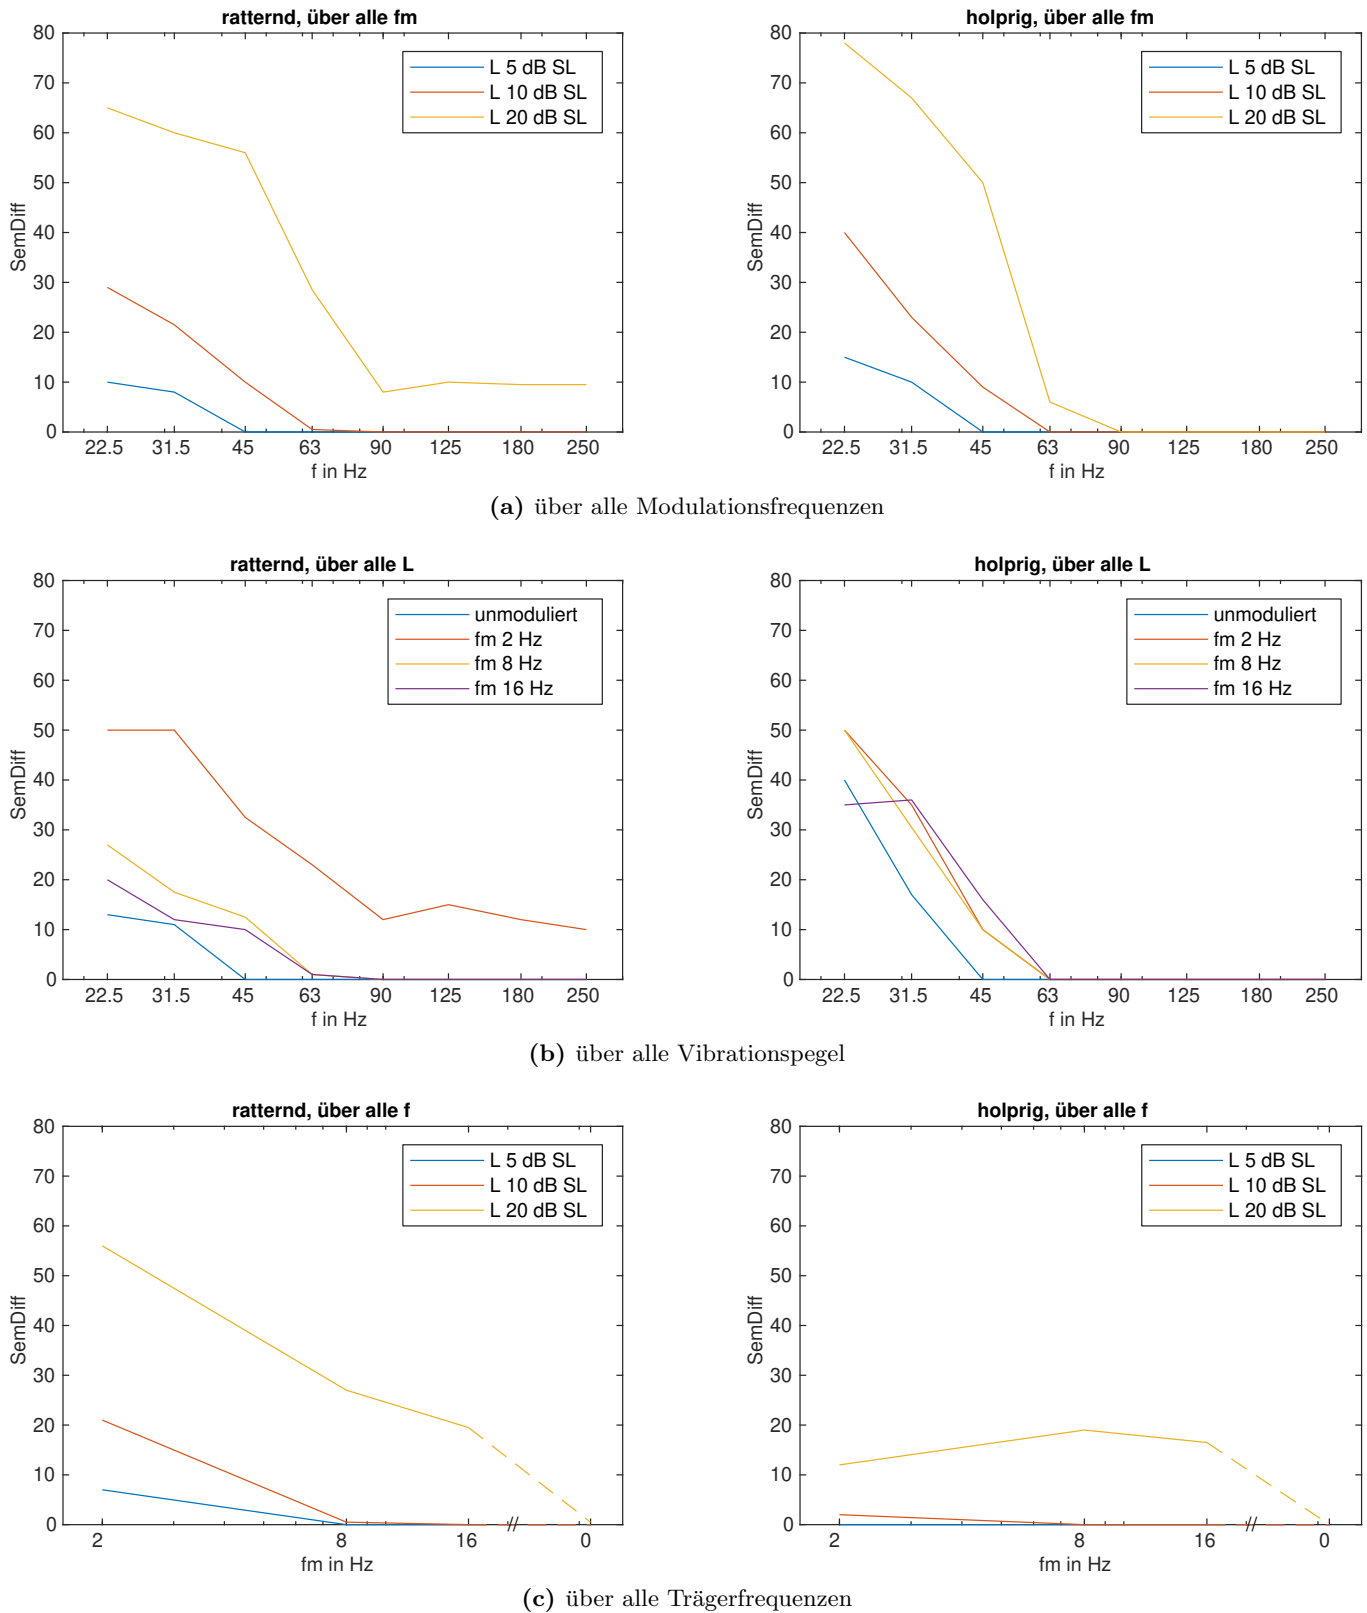 ratternd, über alle fm
80
70
60
50
40
30
20
10
0
SemDiff
L 5 dB SL
L 10 dB SL
L 20 dB SL
22.5 31.5 45 63 90 125 180 250
f in Hz
holprig, über alle fm
80
70
60
50
40
30
20
10
0
SemDiff
L 5 dB SL
L 10 dB SL
L 20 dB SL
22.5 31.5 45 63 90 125 180 250
f in Hz
(a) über alle Modulationsfrequenzen
ratternd, über alle L
80
70
60
50
40
30
20
10
0
SemDiff
unmoduliert
fm 2 Hz
fm 8 Hz
fm 16 Hz
22.5 31.5 45 63 90 125 180 250
f in Hz
holprig, über alle L
80
70
60
50
40
30
20
10
0
SemDiff
unmoduliert
fm 2 Hz
fm 8 Hz
fm 16 Hz
22.5 31.5 45 63 90 125 180 250
f in Hz
(b) über alle Vibrationspegel
ratternd, über alle f
80
70
60
50
40
30
20
10
0
SemDiff
L 5 dB SL
L 10 dB SL
L 20 dB SL
2 8 16 // 0
fm in Hz
holprig, über alle f
80
70
60
50
40
30
20
10
0
SemDiff
L 5 dB SL
L 10 dB SL
L 20 dB SL
2 8 16 // 0
fm in Hz
(c) über alle Trägerfrequenzen